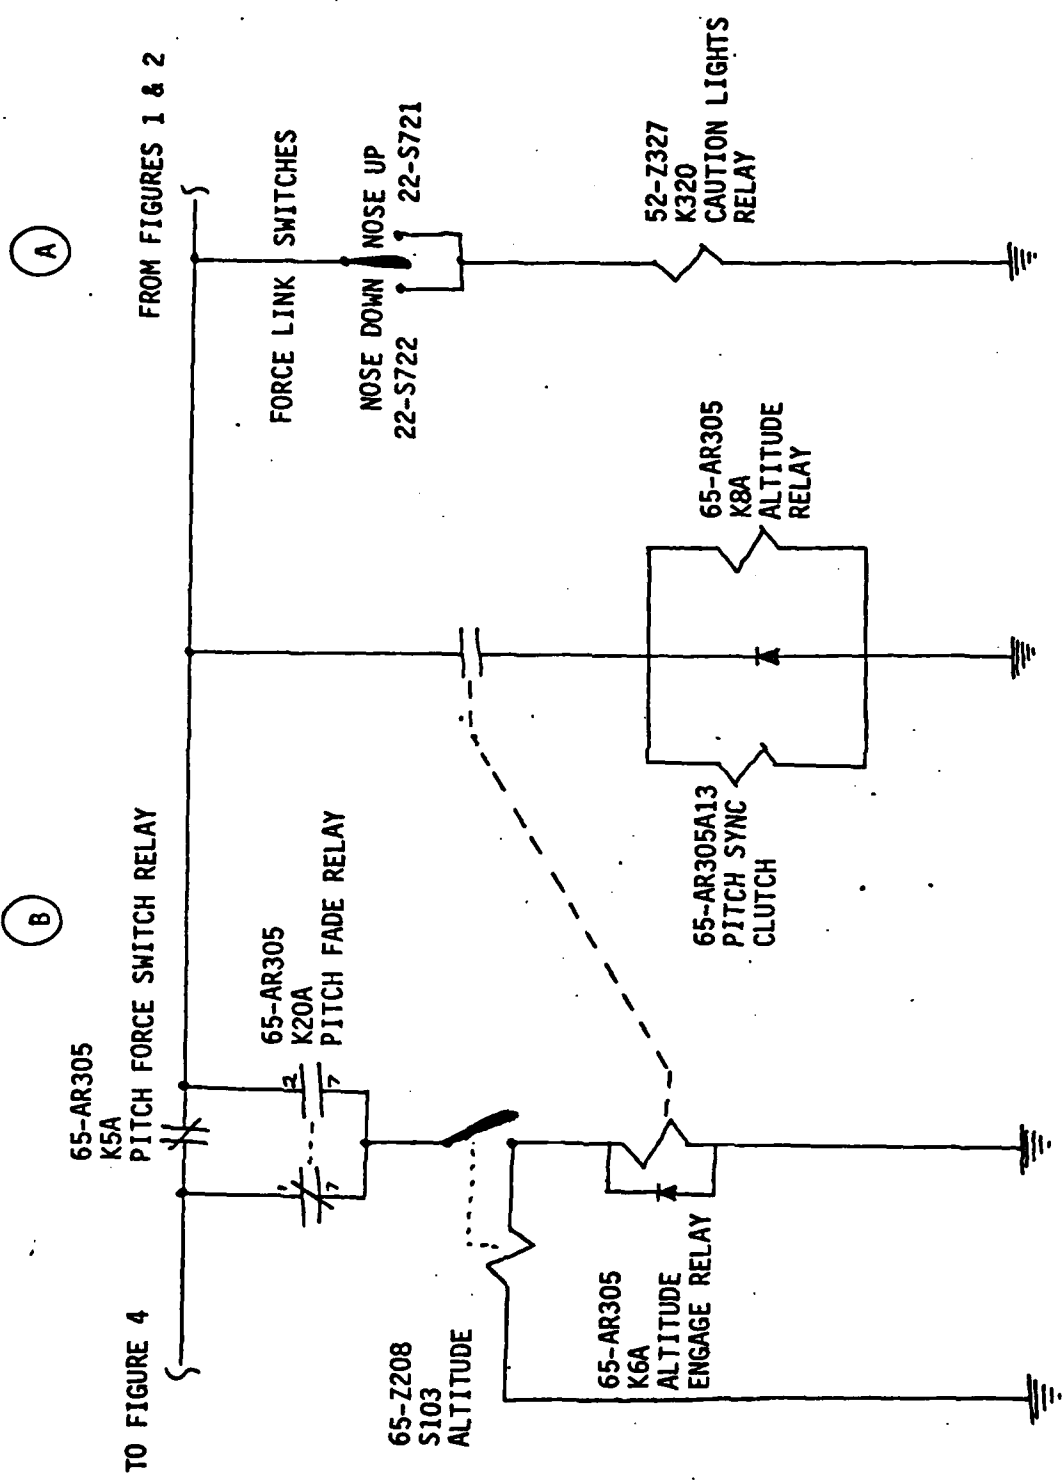 B
A
TO FIGURE 4
65-AR305
K5A
PITCH FORCE SWITCH RELAY
FROM FIGURES 1 & 2
1
7
2
7
65-AR305
K20A
PITCH FADE RELAY
FORCE LINK SWITCHES
NOSE DOWN
22-S722
NOSE UP
22-S721
65-Z208
S103
ALTITUDE
65-AR305
K6A
ALTITUDE
ENGAGE RELAY
65-AR305A13
PITCH SYNC
CLUTCH
65-AR305
K8A
ALTITUDE
RELAY
52-Z327
K320
CAUTION LIGHTS
RELAY